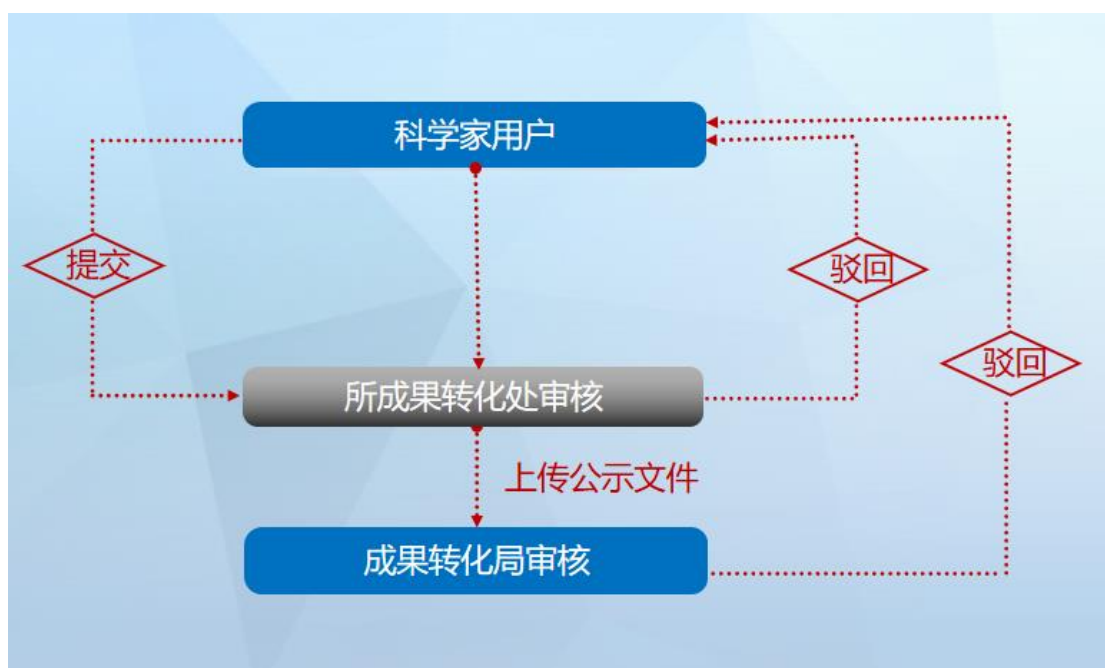 科学家用户
提交
驳回
驳回
所成果转化处审核
上传公示文件
成果转化局审核